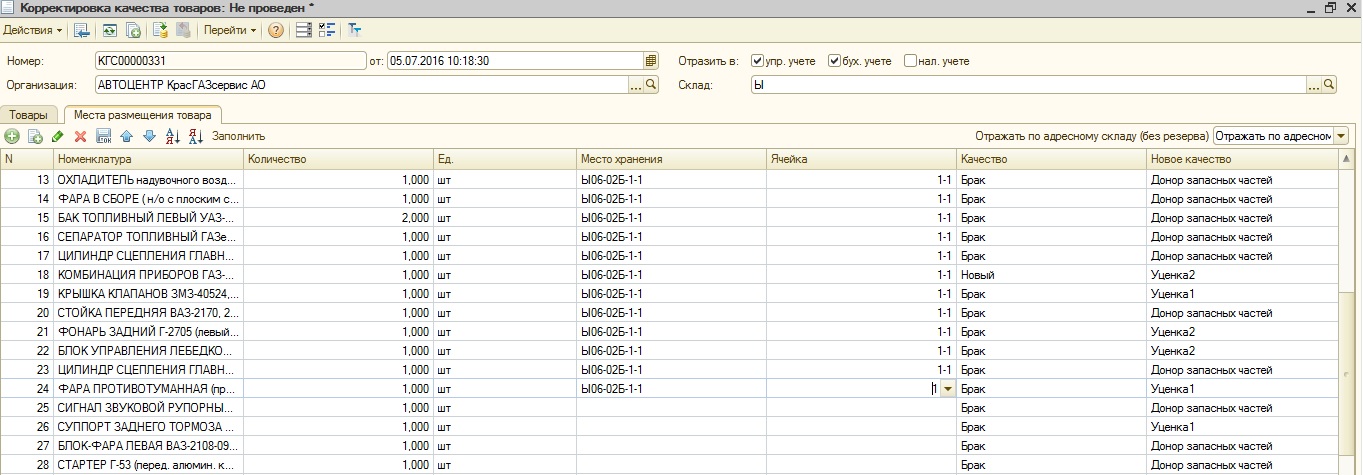 Корректировка качества товаров: Не проведен *
Действия Перейти
Номер: КГС00000331 от: 05.07.2016 10:18:30 Отразить в: упр. учете бух. учете нал. учете
Организация: АВТОЦЕНТР КрасГАЗсервис АО ... Склад: Ы ...
Товары Места размещения товара
Заполнить Отражать по адресному складу (без резерва) Отражать по адресном
N Номенклатура Количество Ед. Место хранения Ячейка Качество Новое качество
13 ОХЛАДИТЕЛЬ надувочного возд... 1,000 шт Ы06-02Б-1-1 1-1 Брак Донор запасных частей
14 ФАРА В СБОРЕ ( н/о с плоским с... 1,000 шт Ы06-02Б-1-1 1-1 Брак Донор запасных частей
15 БАК ТОПЛИВНЫЙ ЛЕВЫЙ УАЗ-... 2,000 шт Ы06-02Б-1-1 1-1 Брак Донор запасных частей
16 СЕПАРАТОР ТОПЛИВНЫЙ ГАЗе... 1,000 шт Ы06-02Б-1-1 1-1 Брак Донор запасных частей
17 ЦИЛИНДР СЦЕПЛЕНИЯ ГЛАВН... 1,000 шт Ы06-02Б-1-1 1-1 Брак Донор запасных частей
18 КОМБИНАЦИЯ ПРИБОРОВ ГАЗ-... 1,000 шт Ы06-02Б-1-1 1-1 Новый Уценка2
19 КРЫШКА КЛАПАНОВ ЗМЗ-40524,... 1,000 шт Ы06-02Б-1-1 1-1 Брак Уценка1
20 СТОЙКА ПЕРЕДНЯЯ ВАЗ-2170, 2... 1,000 шт Ы06-02Б-1-1 1-1 Брак Донор запасных частей
21 ФОНАРЬ ЗАДНИЙ Г-2705 (левый... 1,000 шт Ы06-02Б-1-1 1-1 Брак Уценка2
22 БЛОК УПРАВЛЕНИЯ ЛЕБЕДКО... 1,000 шт Ы06-02Б-1-1 1-1 Брак Уценка2
23 ЦИЛИНДР СЦЕПЛЕНИЯ ГЛАВН... 1,000 шт Ы06-02Б-1-1 1-1 Брак Донор запасных частей
24 ФАРА ПРОТИВОТУМАННАЯ (пр... 1,000 шт Ы06-02Б-1-1 1 Брак Уценка1
25 СИГНАЛ ЗВУКОВОЙ РУПОРНЫ... 1,000 шт Брак Донор запасных частей
26 СУППОРТ ЗАДНЕГО ТОРМОЗА ... 1,000 шт Брак Уценка1
27 БЛОК-ФАРА ЛЕВАЯ ВАЗ-2108-09... 1,000 шт Брак Донор запасных частей
28 СТАРТЕР Г-53 (перед. алюмин. к... 1,000 шт Брак Донор запасных частей